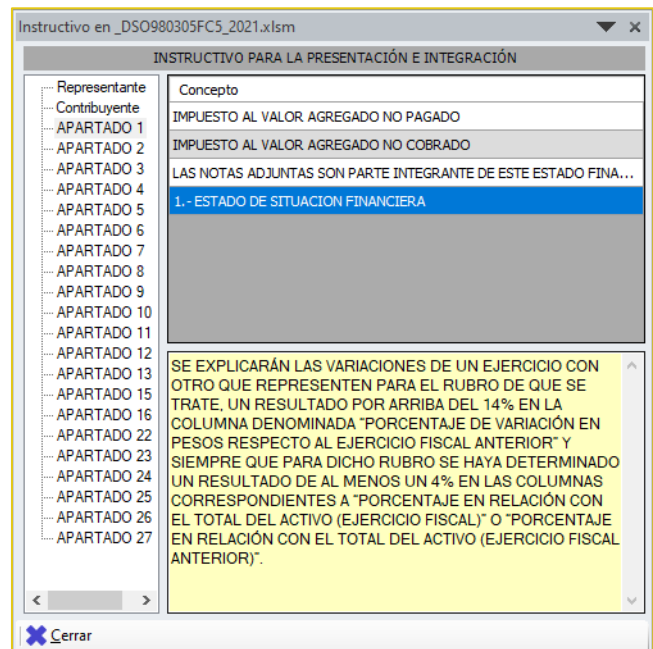 Instructivo en _DSO980305FC5_2021.xlsm
INSTRUCTIVO PARA LA PRESENTACIÓN E INTEGRACIÓN
Representante
Contribuyente
APARTADO 1
APARTADO 2
APARTADO 3
APARTADO 4
APARTADO 5
APARTADO 6
APARTADO 7
APARTADO 8
APARTADO 9
APARTADO 10
APARTADO 11
APARTADO 12
APARTADO 13
APARTADO 15
APARTADO 16
APARTADO 22
APARTADO 23
APARTADO 24
APARTADO 25
APARTADO 26
APARTADO 27
Concepto
IMPUESTO AL VALOR AGREGADO NO PAGADO
IMPUESTO AL VALOR AGREGADO NO COBRADO
LAS NOTAS ADJUNTAS SON PARTE INTEGRANTE DE ESTE ESTADO FINA...
1.- ESTADO DE SITUACION FINANCIERA
SE EXPLICARÁN LAS VARIACIONES DE UN EJERCICIO CON
OTRO QUE REPRESENTEN PARA EL RUBRO DE QUE SE
TRATE, UN RESULTADO POR ARRIBA DEL 14% EN LA
COLUMNA DENOMINADA "PORCENTAJE DE VARIACIÓN EN
PESOS RESPECTO AL EJERCICIO FISCAL ANTERIOR" Y
SIEMPRE QUE PARA DICHO RUBRO SE HAYA DETERMINADO
UN RESULTADO DE AL MENOS UN 4% EN LAS COLUMNAS
CORRESPONDIENTES A "PORCENTAJE EN RELACIÓN CON
EL TOTAL DEL ACTIVO (EJERCICIO FISCAL)" O "PORCENTAJE
EN RELACIÓN CON EL TOTAL DEL ACTIVO (EJERCICIO FISCAL
ANTERIOR)".
Cerrar